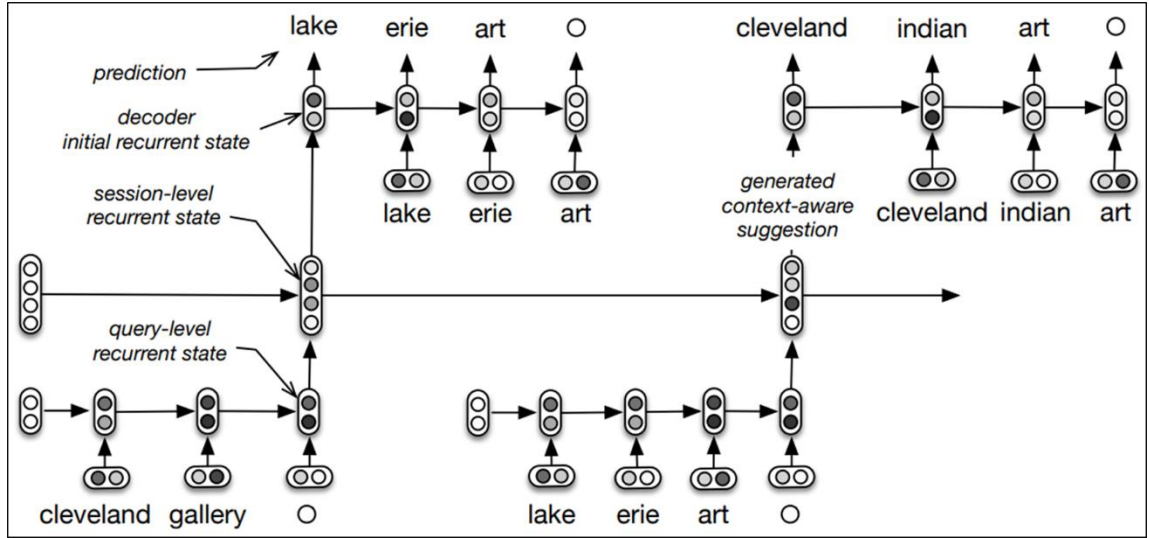 lake erie art
cleveland indian art
prediction
decoder
initial recurrent state
lake erie art
cleveland indian art
session-level
recurrent state
generated
context-aware
suggestion
query-level
recurrent state
cleveland gallery
lake erie art